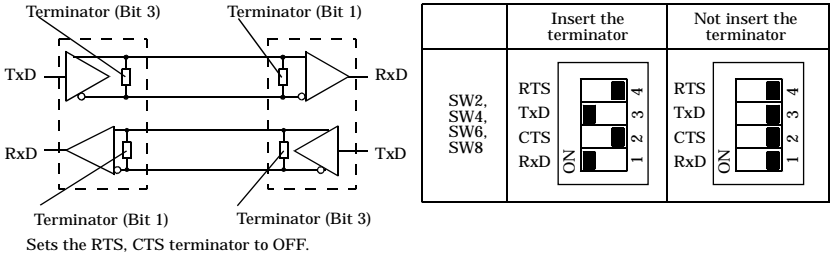 Terminator (Bit 3)
Terminator (Bit 1)
TxD
RxD
RxD
TxD
Terminator (Bit 1)
Terminator (Bit 3)
Sets the RTS, CTS terminator to OFF.
Insert the
terminator
Not insert the
terminator
SW2,
SW4,
SW6,
SW8
RTS
TxD
CTS
RxD
ON
4
3
2
1
RTS
TxD
CTS
RxD
ON
4
3
2
1